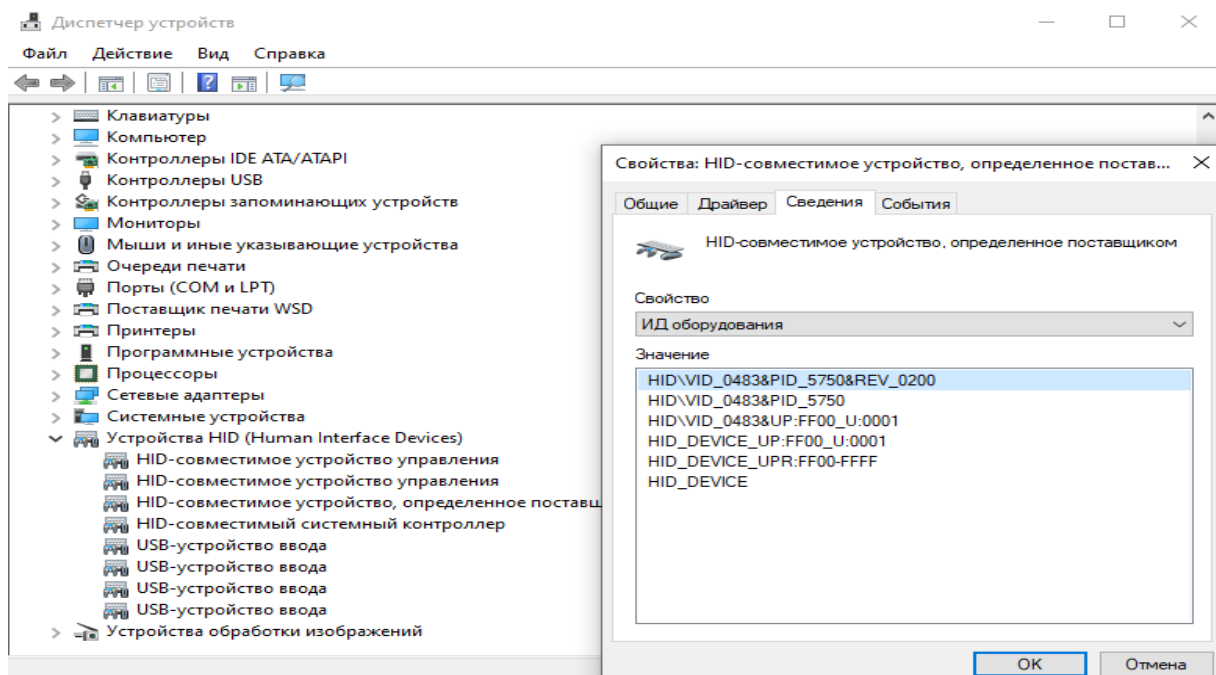 Диспетчер устройств
Файл Действие Вид Справка
Клавиатуры
Компьютер
Контроллеры IDE ATA/ATAPI
Контроллеры USB
Контроллеры запоминающих устройств
Мониторы
Мыши и иные указывающие устройства
Очереди печати
Порты (COM и LPT)
Поставщик печати WSD
Принтеры
Программные устройства
Процессоры
Сетевые адаптеры
Системные устройства
Устройства HID (Human Interface Devices)
HID-совместимое устройство управления
HID-совместимое устройство управления
HID-совместимое устройство, определенное поставщ
HID-совместимый системный контроллер
USB-устройство ввода
USB-устройство ввода
USB-устройство ввода
USB-устройство ввода
Устройства обработки изображений
Свойства: HID-совместимое устройство, определенное постав...
Общие Драйвер Сведения События
HID-совместимое устройство, определенное поставщиком
Свойство
ИД оборудования
Значение
HID\VID_0483&PID_5750&REV_0200
HID\VID_0483&PID_5750
HID\VID_0483&UP:FF00_U:0001
HID_DEVICE_UP:FF00_U:0001
HID_DEVICE_UPR:FF00-FFFF
HID_DEVICE
OK Отмена